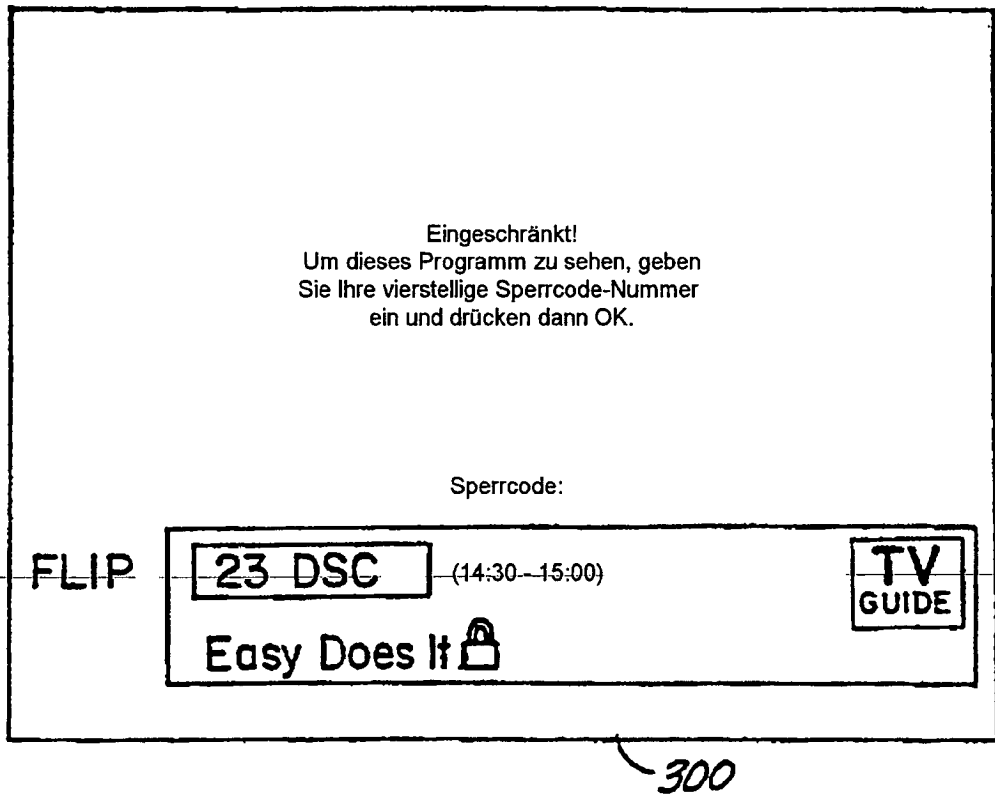 Eingeschränkt!
Um dieses Programm zu sehen, geben
Sie Ihre vierstellige Sperrcode-Nummer
ein und drücken dann OK.
Sperrcode:
FLIP 23 DSC (14:30 - 15:00) TV
GUIDE
Easy Does It
300